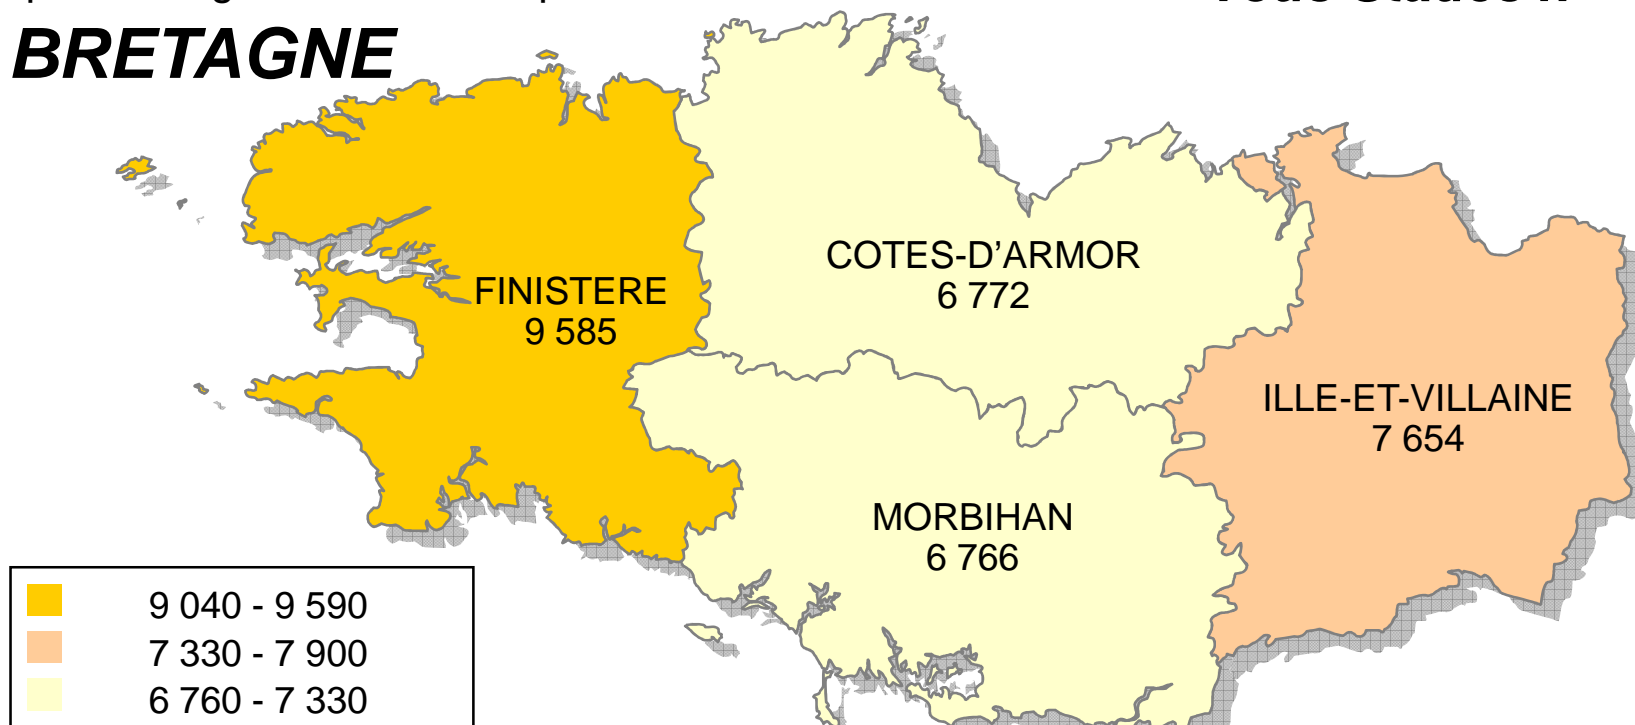 BRETAGNE
COTES-D’ARMOR
6 772
FINISTERE
9 585
ILLE-ET-VILLAINE
7 654
MORBIHAN
6 766
9 040 - 9 590
7 330 - 7 900
6 760 - 7 330